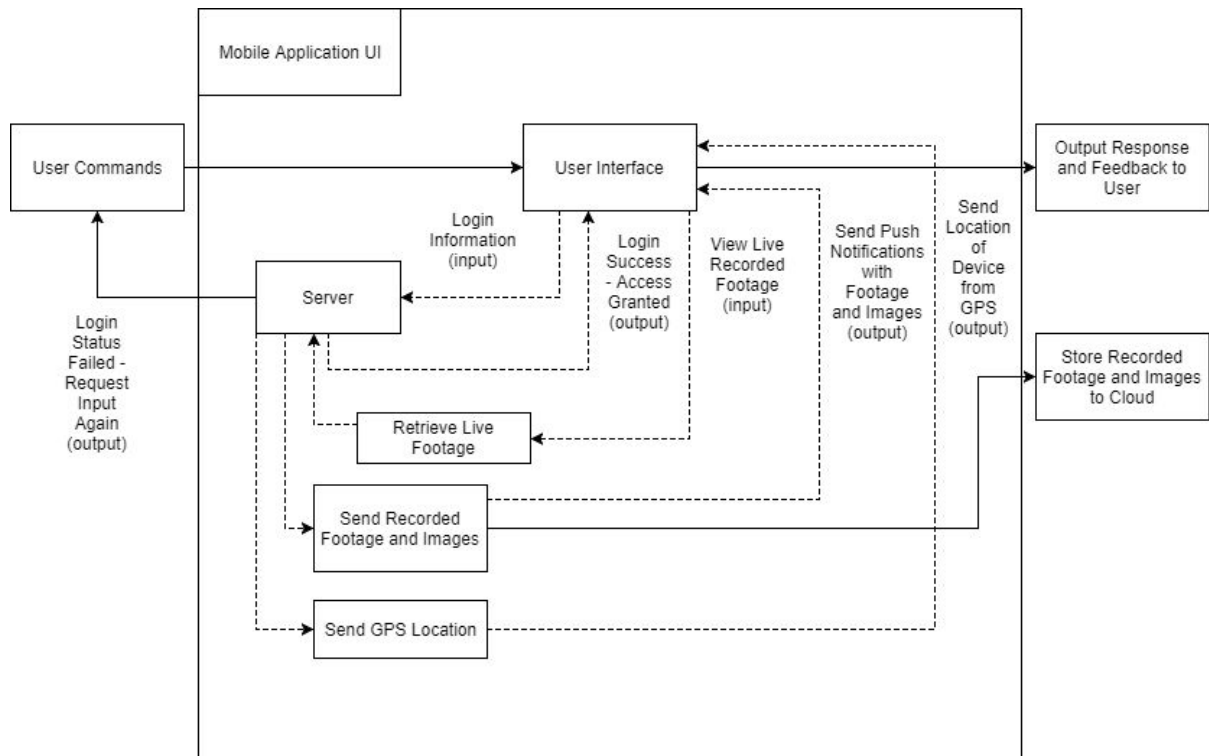 Mobile Application UI
User Commands
User Interface
Output Response
and Feedback to
User
Login
Information
(input)
Login
Success
- Access
Granted
(output)
View Live
Recorded
Footage
(input)
Send Push
Notifications
with
Footage
and Images
(output)
Send
Location
of
Device
from
GPS
(output)
Server
Login
Status
Failed -
Request
Input
Again
(output)
Store Recorded
Footage and Images
to Cloud
Retrieve Live
Footage
Send Recorded
Footage and Images
Send GPS Location